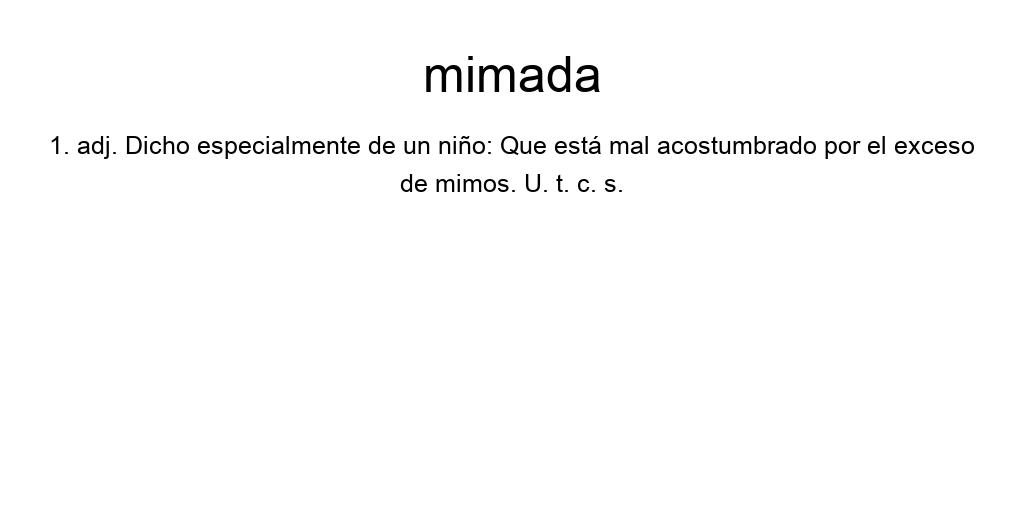 mimada
1. adj. Dicho especialmente de un niño: Que está mal acostumbrado por el exceso
de mimos. U. t. c. s.